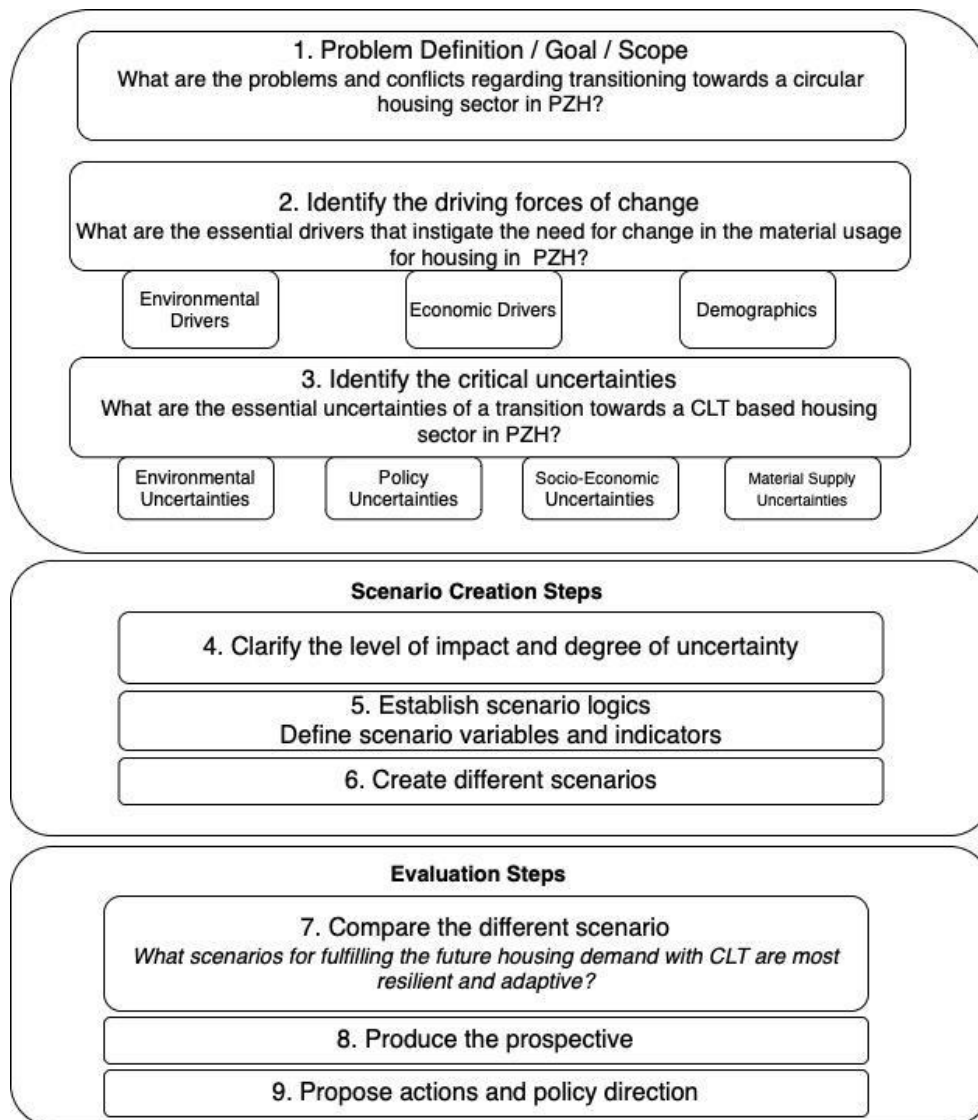 1. Problem Definition / Goal / Scope
What are the problems and conflicts regarding transitioning towards a circular
housing sector in PZH?
2. Identify the driving forces of change
What are the essential drivers that instigate the need for change in the material usage
for housing in PZH?
Environmental
Drivers
Economic Drivers
Demographics
3. Identify the critical uncertainties
What are the essential uncertainties of a transition towards a CLT based housing
sector in PZH?
Environmental
Uncertainties
Policy
Uncertainties
Socio-Economic
Uncertainties
Material Supply
Uncertainties
Scenario Creation Steps
4. Clarify the level of impact and degree of uncertainty
5. Establish scenario logics
Define scenario variables and indicators
6. Create different scenarios
Evaluation Steps
7. Compare the different scenario
What scenarios for fulfilling the future housing demand with CLT are most
resilient and adaptive?
8. Produce the prospective
9. Propose actions and policy direction